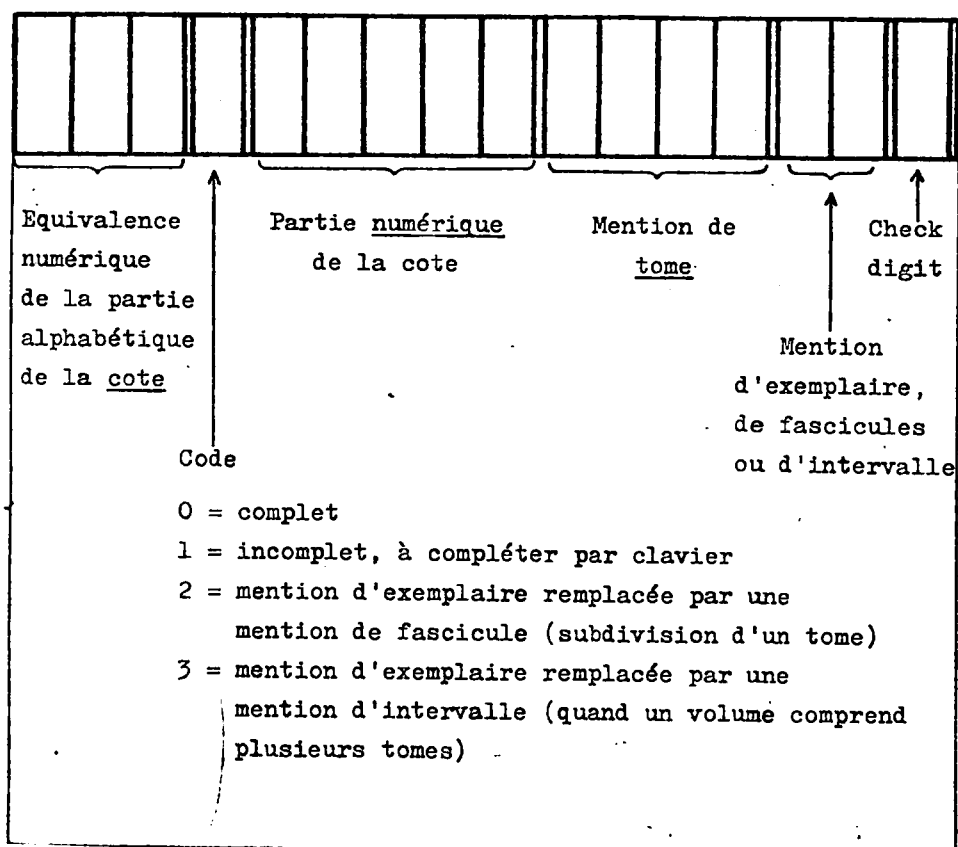 Equivalence
numérique
de la partie
alphabétique
de la cote
Partie numérique
de la cote
Mention de
tome
Check
digit
Mention
d'exemplaire,
de fascicules
ou d'intervalle
Code
0 = complet
1 = incomplet, à compléter par clavier
2 = mention d'exemplaire remplacée par une
mention de fascicule (subdivision d'un tome)
3 = mention d'exemplaire remplacée par une
mention d'intervalle (quand un volume comprend
plusieurs tomes)